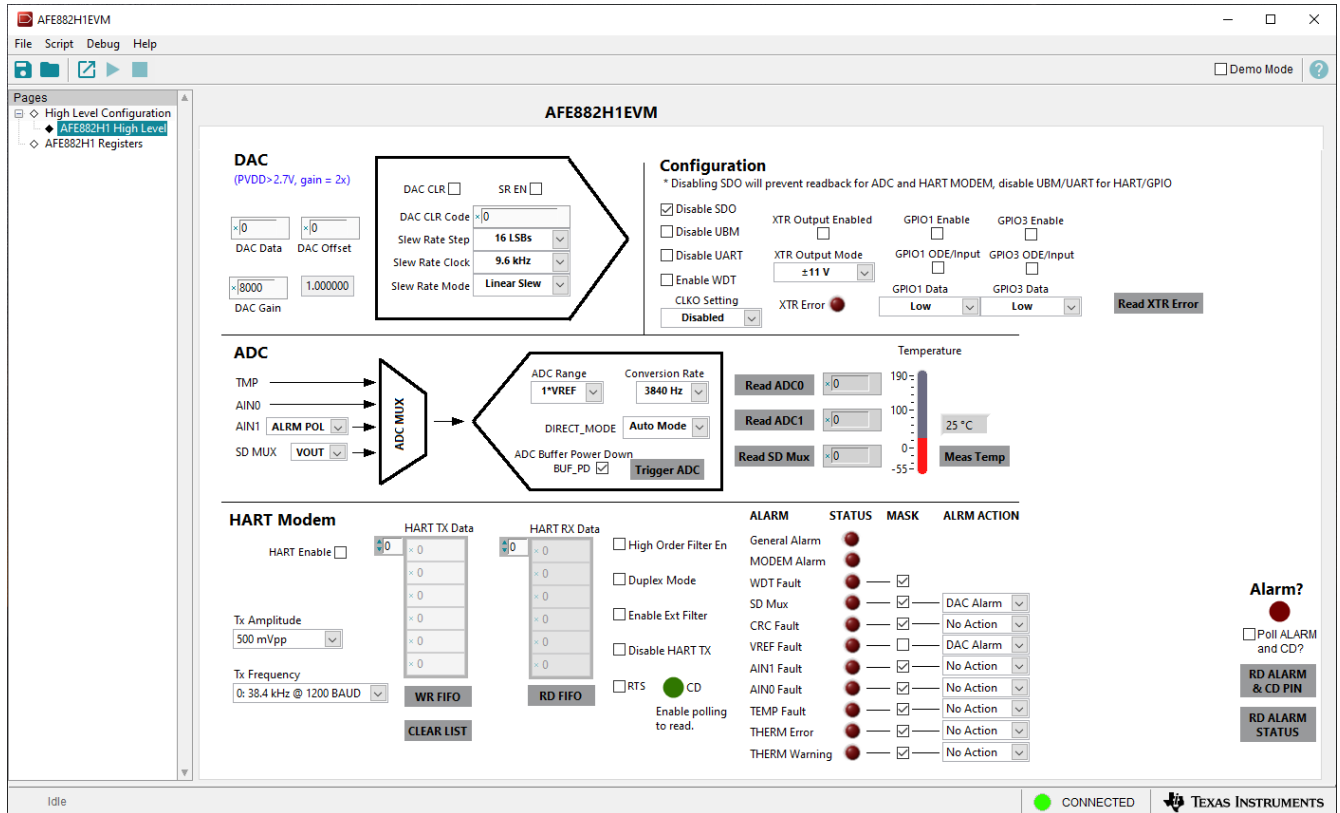 AFE882H1EVM
File Script Debug Help
Demo Mode
Pages
High Level Configuration
AFE882H1 High Level
AFE882H1 Registers
AFE882H1EVM
DAC
(PVDD>2.7V, gain = 2x)
DAC CLR
SR EN
DAC CLR Code
×0
Slew Rate Step
16 LSBs
Slew Rate Clock
9.6 kHz
Slew Rate Mode
Linear Slew
×0
×0
DAC Data
DAC Offset
×8000
1.000000
DAC Gain
Configuration
* Disabling SDO will prevent readback for ADC and HART MODEM, disable UBM/UART for HART/GPIO
Disable SDO
Disable UBM
Disable UART
Enable WDT
CLKO Setting
Disabled
XTR Output Enabled
XTR Output Mode
±11 V
XTR Error
GPIO1 Enable
GPIO3 Enable
GPIO1 ODE/Input
GPIO3 ODE/Input
GPIO1 Data
GPIO3 Data
Low
Low
Read XTR Error
ADC
TMP
AIN0
AIN1
ALRM POL
SD MUX
VOUT
ADC MUX
ADC Range
Conversion Rate
1*VREF
3840 Hz
DIRECT_MODE
Auto Mode
ADC Buffer Power Down
BUF_PD
Trigger ADC
Read ADC0
×0
Read ADC1
×0
Read SD Mux
×0
Temperature
190
100
0
-55
25 °C
Meas Temp
HART Modem
HART Enable
Tx Amplitude
500 mVpp
Tx Frequency
0: 38.4 kHz @ 1200 BAUD
HART TX Data
0
× 0
× 0
× 0
× 0
× 0
× 0
WR FIFO
CLEAR LIST
HART RX Data
0
× 0
× 0
× 0
× 0
× 0
× 0
RD FIFO
High Order Filter En
Duplex Mode
Enable Ext Filter
Disable HART TX
RTS
CD
Enable polling
to read.
ALARM STATUS MASK ALRM ACTION
General Alarm
MODEM Alarm
WDT Fault
SD Mux
DAC Alarm
CRC Fault
No Action
VREF Fault
DAC Alarm
AIN1 Fault
No Action
AIN0 Fault
No Action
TEMP Fault
No Action
THERM Error
No Action
THERM Warning
No Action
Alarm?
Poll ALARM
and CD?
RD ALARM
& CD PIN
RD ALARM
STATUS
Idle
CONNECTED
TEXAS INSTRUMENTS